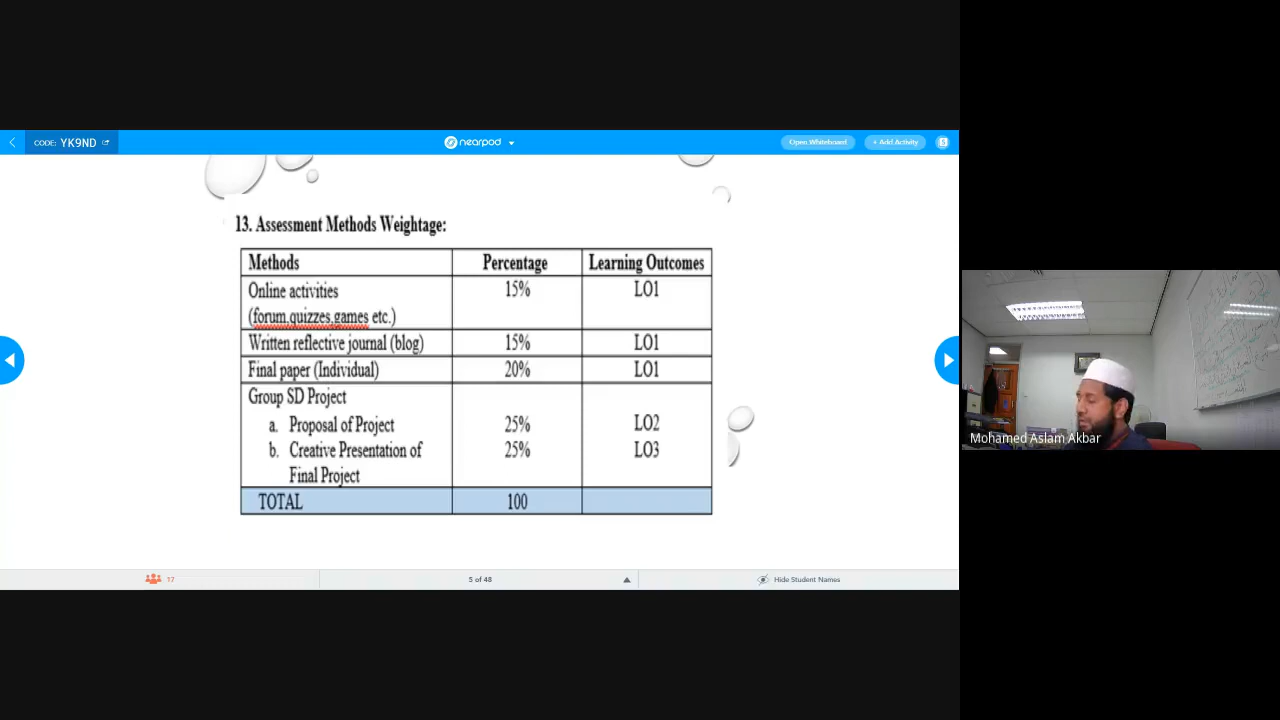 CODE: YK9ND
nearpod
Open Whiteboard
+ Add Activity
13. Assessment Methods Weightage:
Methods Percentage Learning Outcomes
Online activities 15% LO1
(forum,quizzes,games etc.)
Written reflective journal (blog) 15% LO1
Final paper (Individual) 20% LO1
Group SD Project
a. Proposal of Project 25% LO2
b. Creative Presentation of 25% LO3
Final Project
TOTAL 100
17
5 of 48
Hide Student Names
Mohamed Aslam Akbar